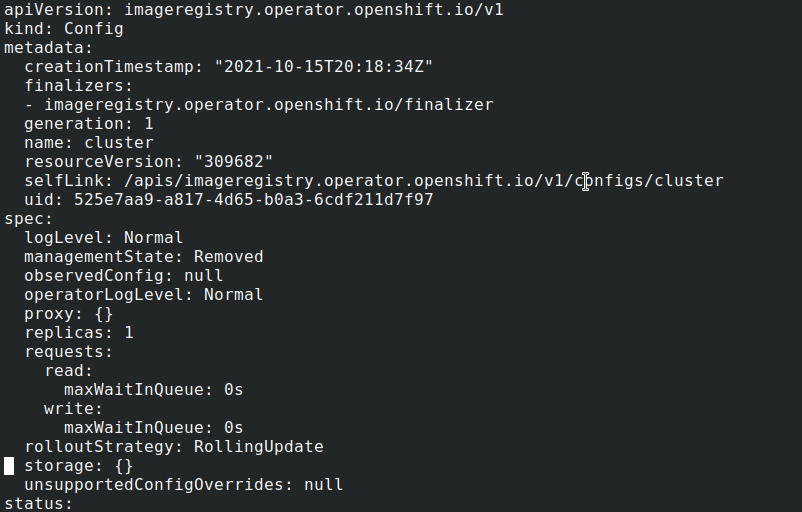 apiVersion: imageregistry.operator.openshift.io/v1
kind: Config
metadata:
  creationTimestamp: "2021-10-15T20:18:34Z"
  finalizers:
  - imageregistry.operator.openshift.io/finalizer
  generation: 1
  name: cluster
  resourceVersion: "309682"
  selfLink: /apis/imageregistry.operator.openshift.io/v1/configs/cluster
  uid: 525e7aa9-a817-4d65-b0a3-6cdf211d7f97
spec:
  logLevel: Normal
  managementState: Removed
  observedConfig: null
  operatorLogLevel: Normal
  proxy: {}
  replicas: 1
  requests:
    read:
      maxWaitInQueue: 0s
    write:
      maxWaitInQueue: 0s
  rolloutStrategy: RollingUpdate
  storage: {}
  unsupportedConfigOverrides: null
status: